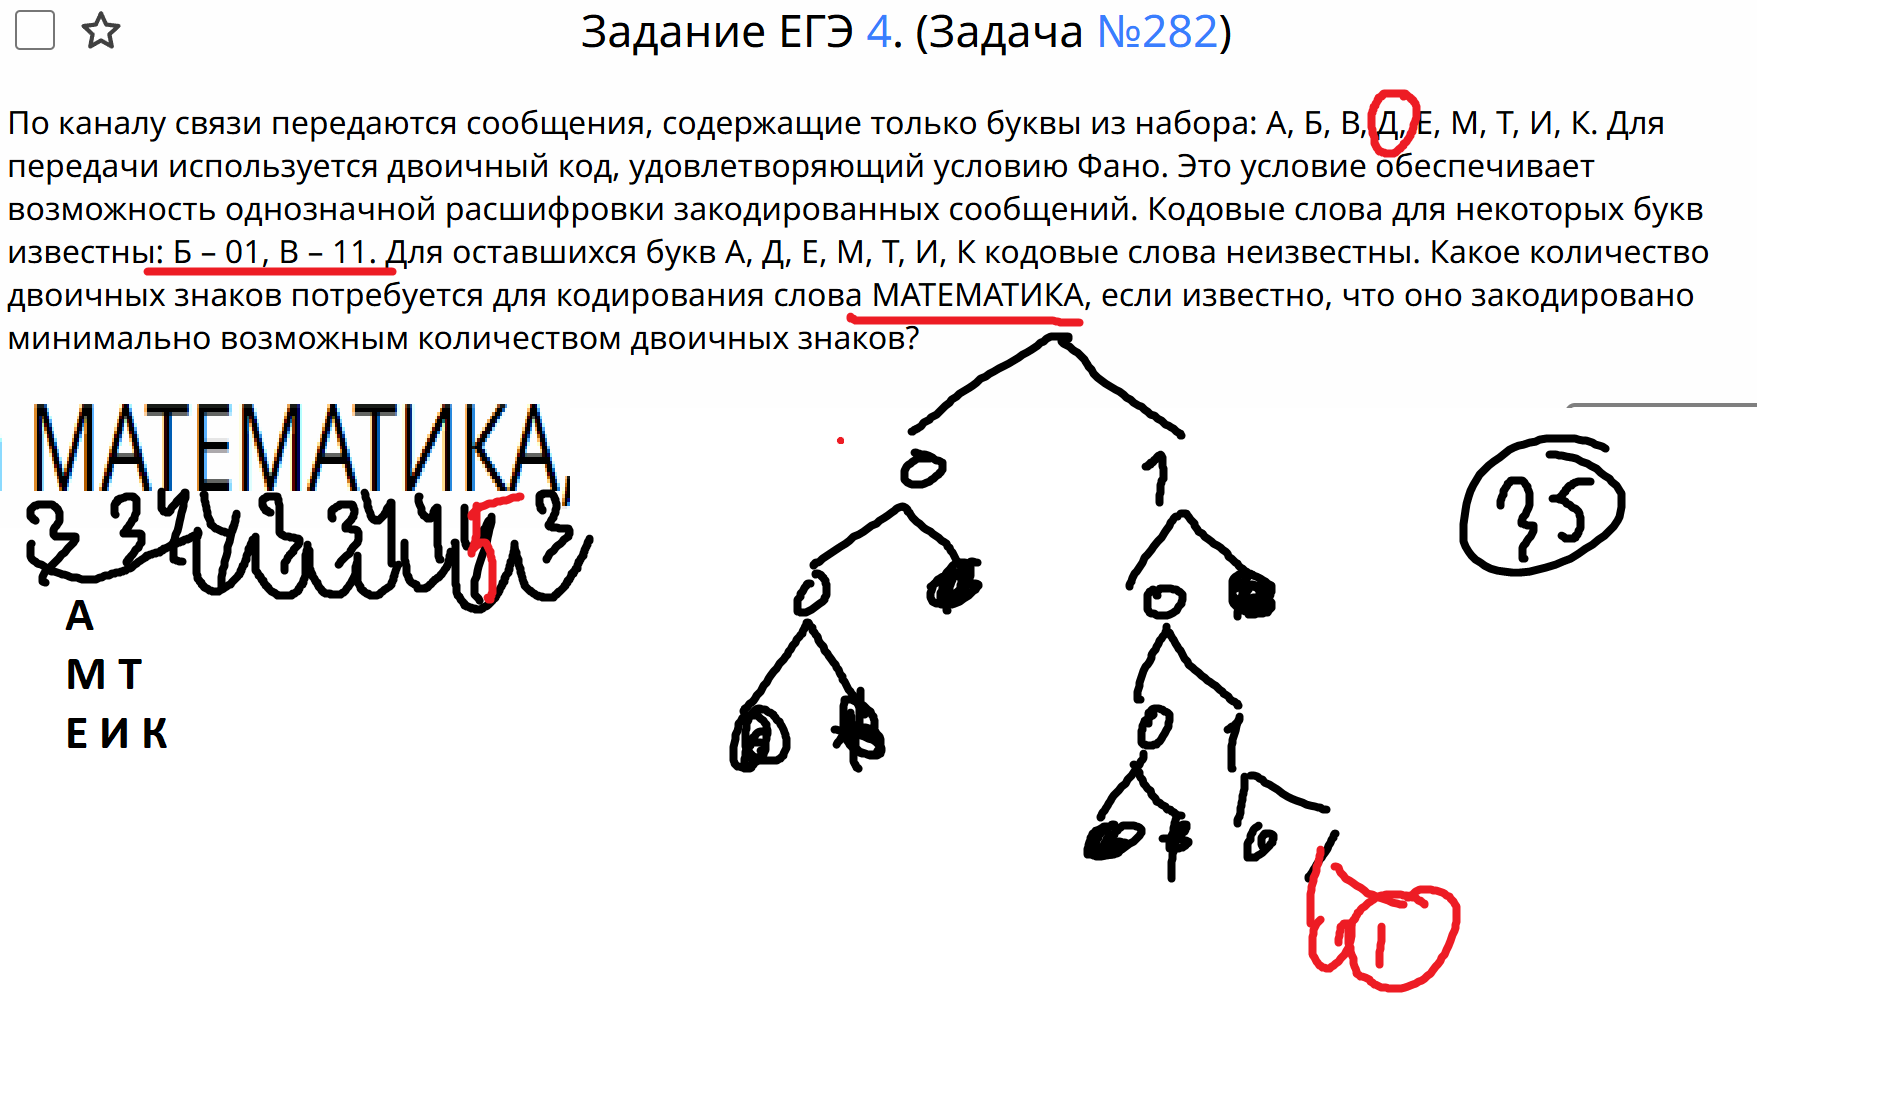 Задание ЕГЭ 4. (Задача №282)
По каналу связи передаются сообщения, содержащие только буквы из набора: А, Б, В, Д, Е, М, Т, И, К. Для
передачи используется двоичный код, удовлетворяющий условию Фано. Это условие обеспечивает
возможность однозначной расшифровки закодированных сообщений. Кодовые слова для некоторых букв
известны: Б – 01, В – 11. Для оставшихся букв А, Д, Е, М, Т, И, К кодовые слова неизвестны. Какое количество
двоичных знаков потребуется для кодирования слова МАТЕМАТИКА, если известно, что оно закодировано
минимально возможным количеством двоичных знаков?
МАТЕМАТИКА,
3 3 4 4 3 3 4 4 5 3
А
М Т
Е И К
0 1
0 0
0 1
0
1
35